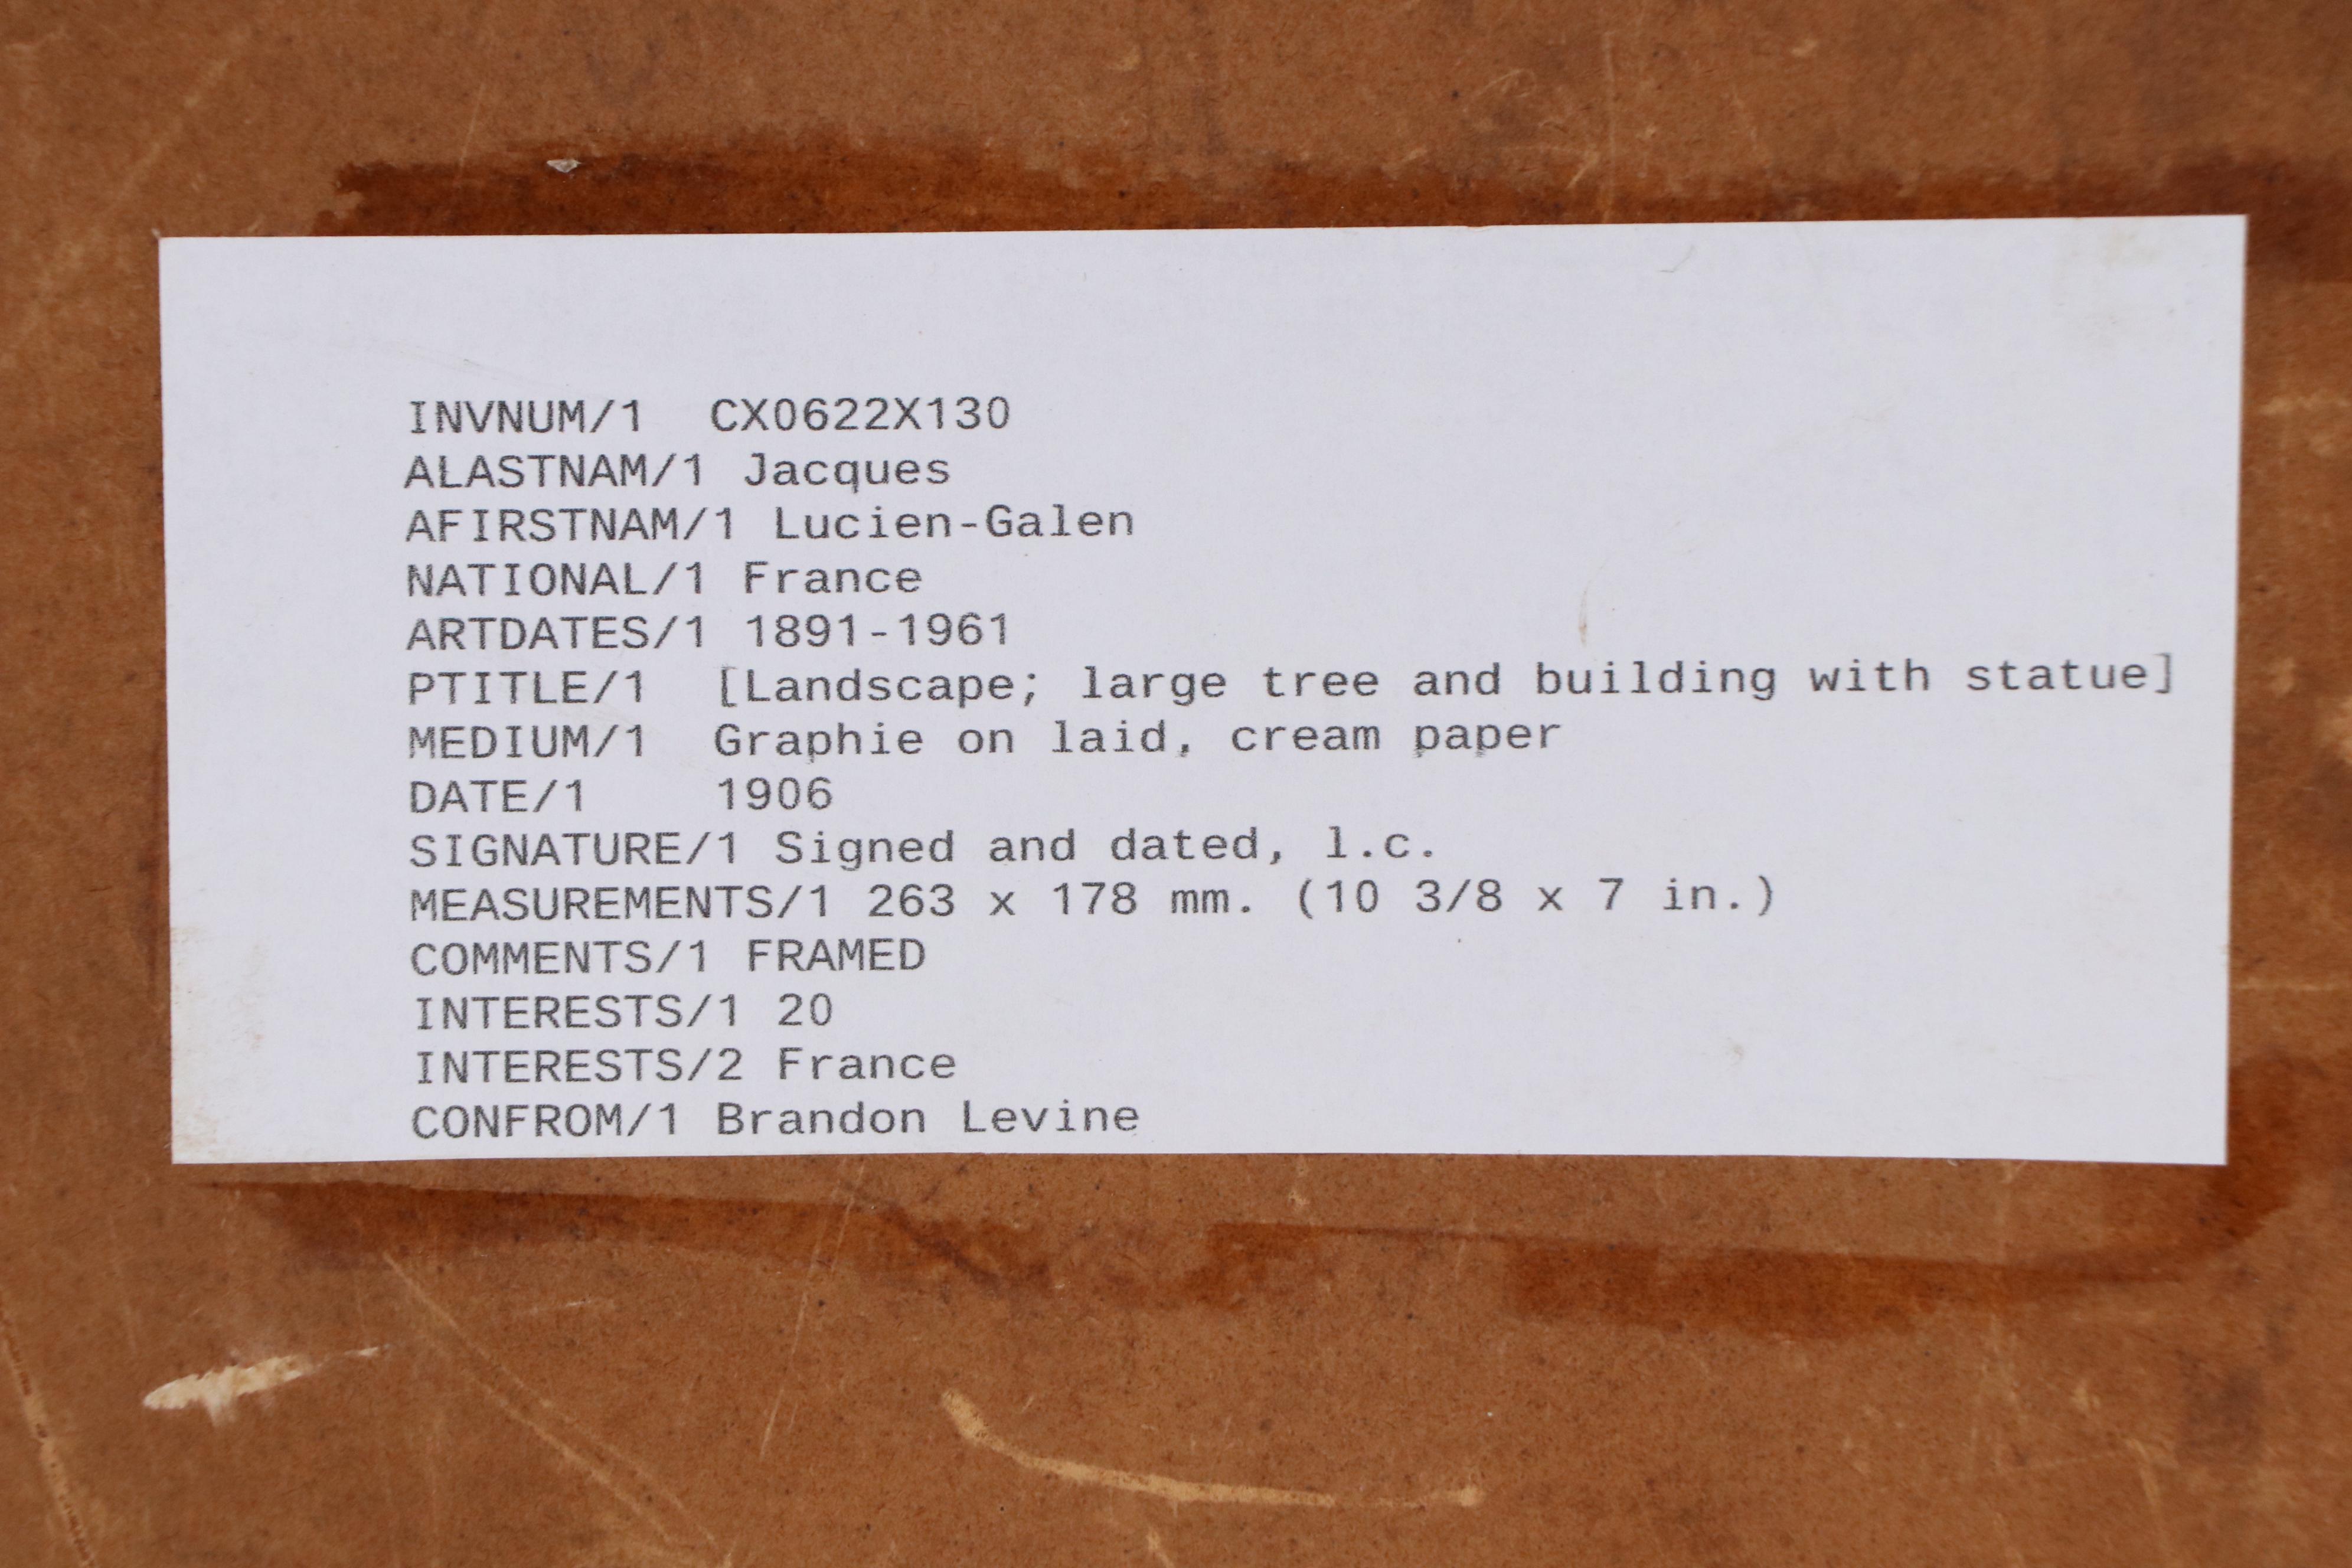 INVNUM/1 CX0622X130
ALASTNAM/1 Jacques
AFIRSTNAM/1 Lucien-Galen
NATIONAL/1 France
ARTDATES/1 1891-1961
PTITLE/1 [Landscape; large tree and building with statue]
MEDIUM/1 Graphie on laid, cream paper
DATE/1 1906
SIGNATURE/1 Signed and dated, l.c.
MEASUREMENTS/1 263 x 178 mm. (10 3/8 x 7 in.)
COMMENTS/1 FRAMED
INTERESTS/1 20
INTERESTS/2 France
CONFROM/1 Brandon Levine